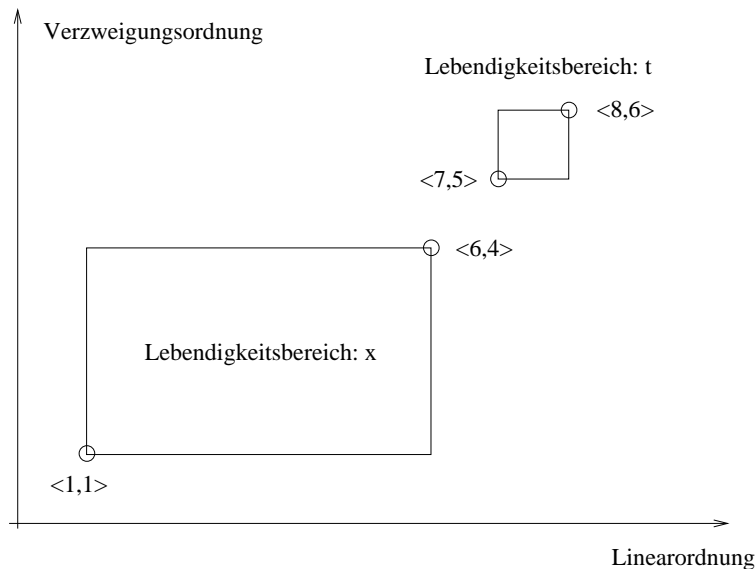 Verzweigungsordnung
Lebendigkeitsbereich: t
<8,6>
<7,5>
<6,4>
Lebendigkeitsbereich: x
<1,1>
Linearordnung